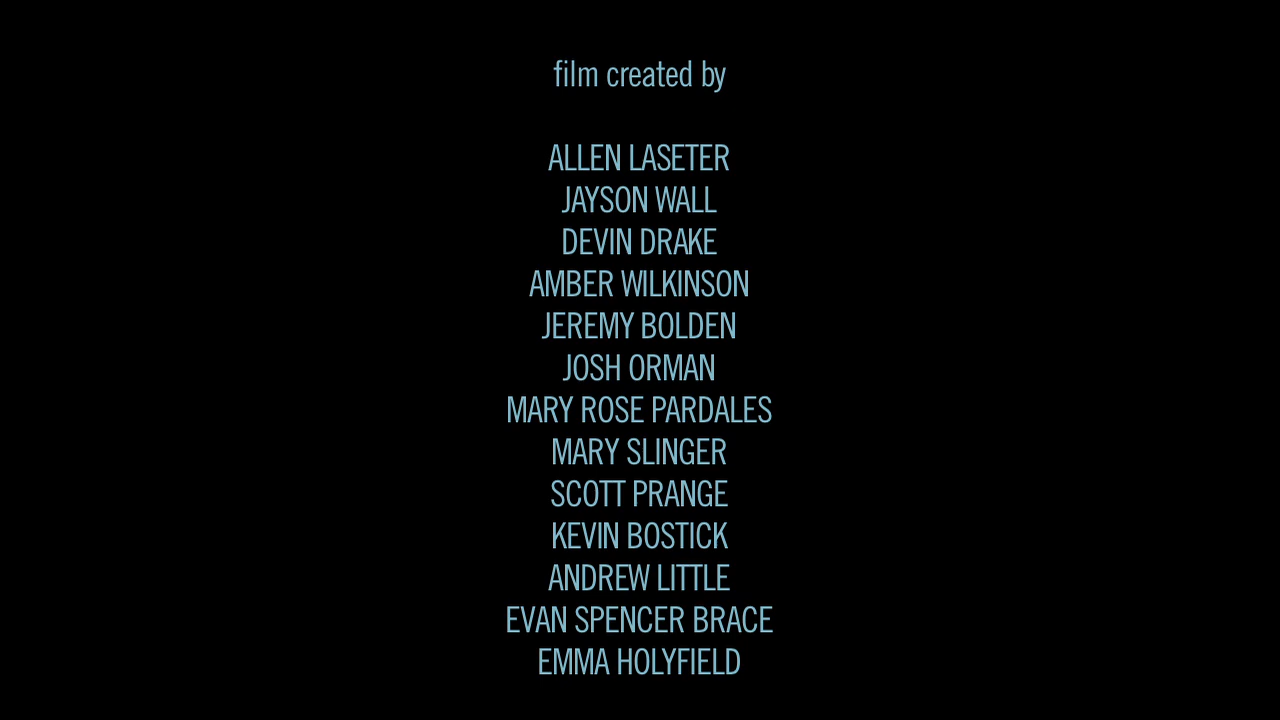 film created by
ALLEN LASETER
JAYSON WALL
DEVIN DRAKE
AMBER WILKINSON
JEREMY BOLDEN
JOSH ORMAN
MARY ROSE PARDALES
MARY SLINGER
SCOTT PRANGE
KEVIN BOSTICK
ANDREW LITTLE
EVAN SPENCER BRACE
EMMA HOLYFIELD